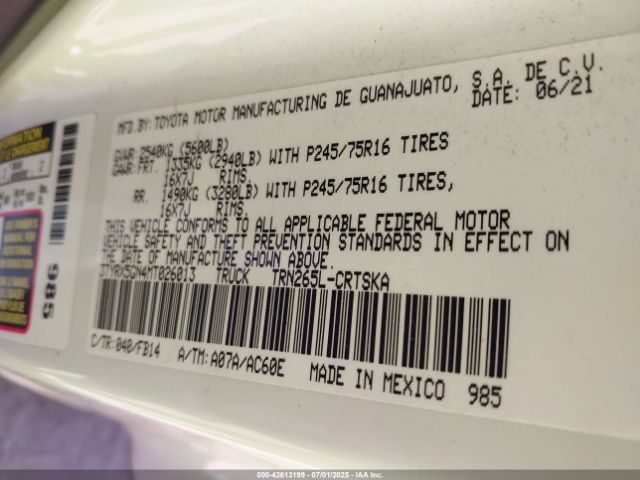 MFD. BY: TOYOTA MOTOR MANUFACTURING DE GUANAJUATO, S.A. DE C.V.
DATE: 06/21
GVWR: 2540KG (5600LB)
GAWR: FRT. 1335KG (2940LB) WITH P245/75R16 TIRES
16X7J RIMS.
RR. 1490KG (3280LB) WITH P245/75R16 TIRES,
16X7J RIMS.
THIS VEHICLE CONFORMS TO ALL APPLICABLE FEDERAL MOTOR
VEHICLE SAFETY AND THEFT PREVENTION STANDARDS IN EFFECT ON
THE DATE OF MANUFACTURE SHOWN ABOVE.
3TYRX5GN4MT026013 TRUCK TRN265L-CRTSKA
C/TR: 040/FB14 A/TM: A07A/AC60E MADE IN MEXICO 985
985
000-42613199 - 07/01/2025 - IAA Inc.